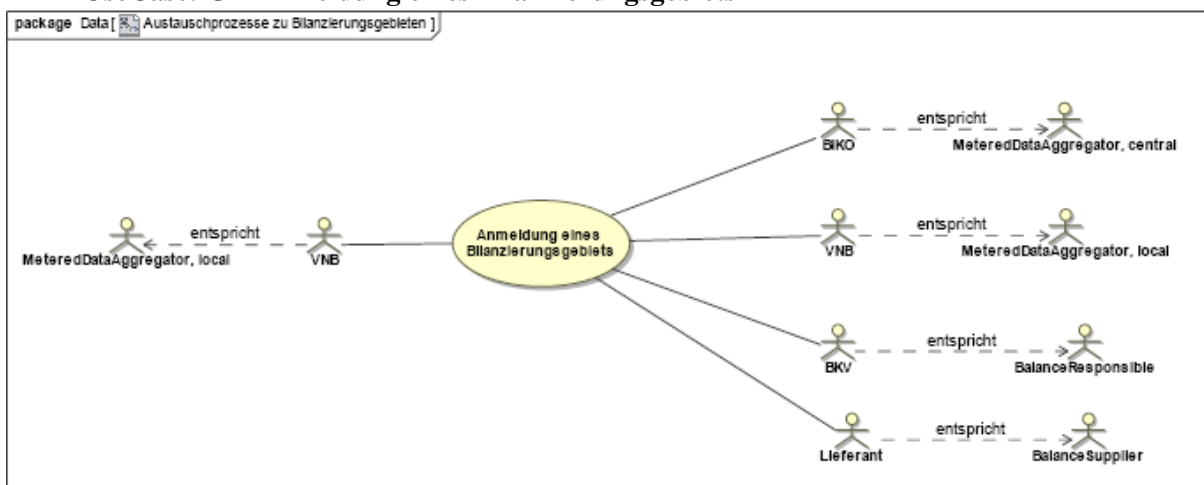 package Data [ Austauschprozesse zu Bilanzierungsgebieten ]
entspricht
BIKO
MeteredDataAggregator, central
entspricht
MeteredDataAggregator, local
VNB
Anmeldung eines
Bilanzierungsgebiets
entspricht
VNB
MeteredDataAggregator, local
entspricht
BKV
BalanceResponsible
entspricht
Lieferant
BalanceSupplier